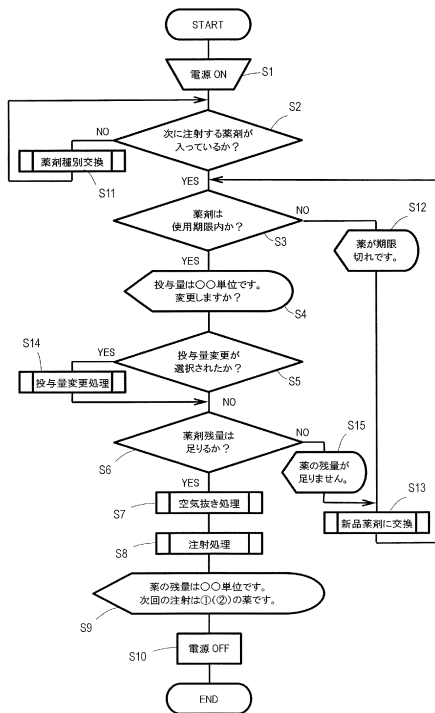 START
電源 ON
S1
S2
次に注射する薬剤が
入っているか?
NO
薬剤種別交換
S11
YES
薬剤は
使用期限内か?
NO
S3
S12
薬が期限
切れです。
YES
投与量は○○単位です。
変更しますか?
S4
S14
YES
投与量変更が
選択されたか?
S5
投与量変更処理
NO
薬剤残量は
足りるか?
NO
S6
S15
薬の残量が
足りません。
YES
S7
空気抜き処理
S13
新品薬剤に交換
S8
注射処理
薬の残量は○○単位です。
次回の注射は①(②)の薬です。
S9
S10
電源 OFF
END